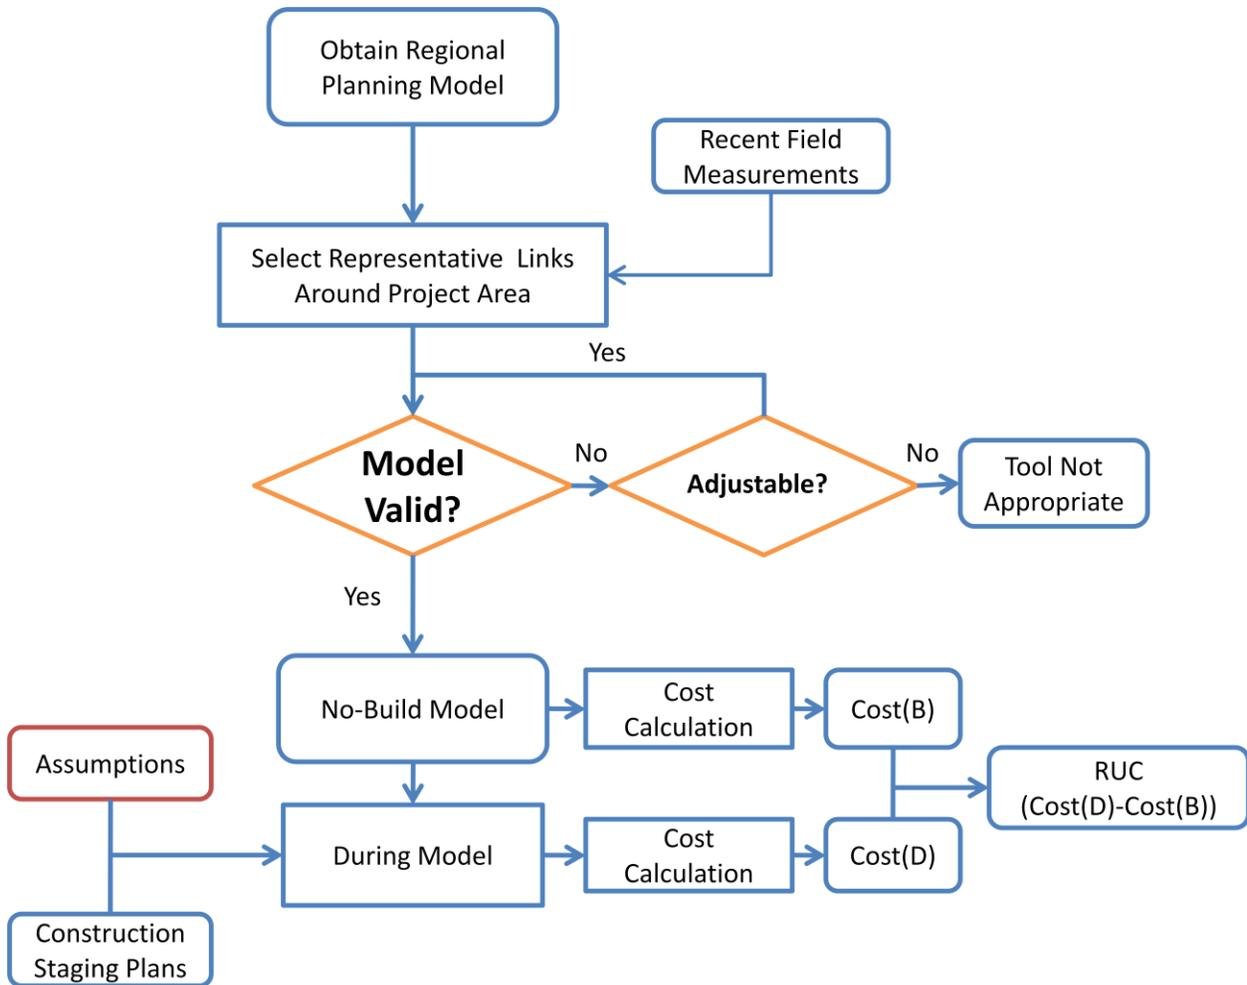 Obtain Regional
Planning Model
Recent Field
Measurements
Select Representative Links
Around Project Area
Yes
Model
Valid?
No
Adjustable?
No
Tool Not
Appropriate
Yes
No-Build Model
Cost
Calculation
Cost(B)
Assumptions
RUC
(Cost(D)-Cost(B))
During Model
Cost
Calculation
Cost(D)
Construction
Staging Plans